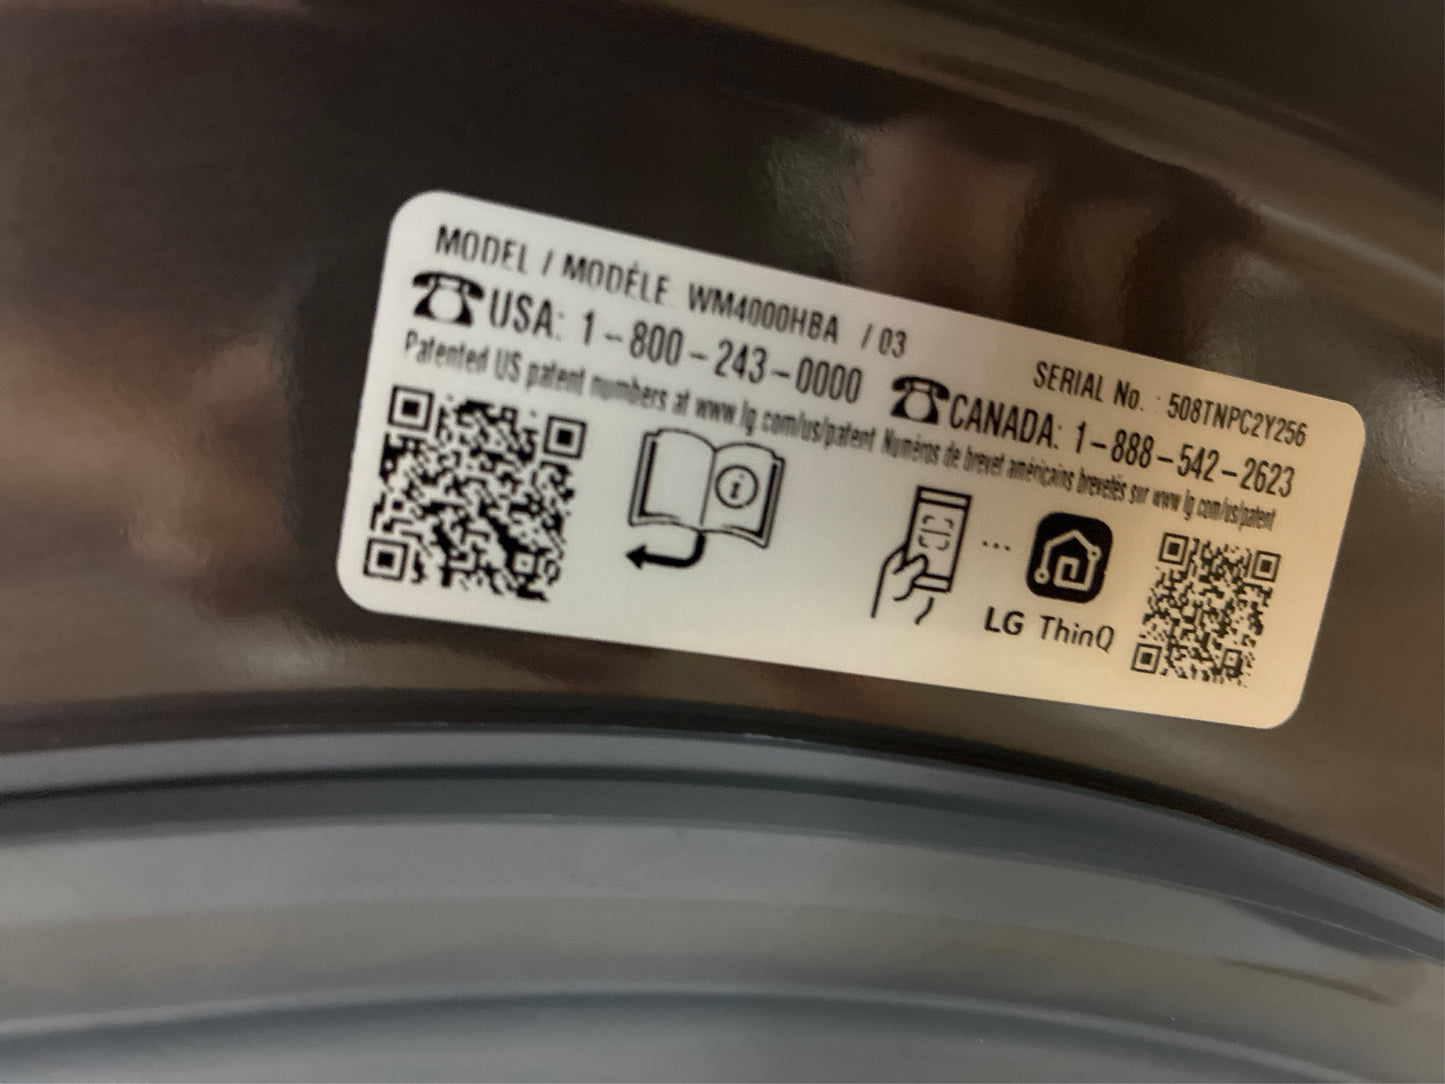 MODEL / MODÈLE WM4000HBA / 03 SERIAL No. : 508TNPC2Y256
USA: 1-800-243-0000 CANADA: 1-888-542-2623
Patented US patent numbers at www.lg.com/us/patent Numéros de brevet américains brevetés sur www.lg.com/us/patent
i
LG ThinQ